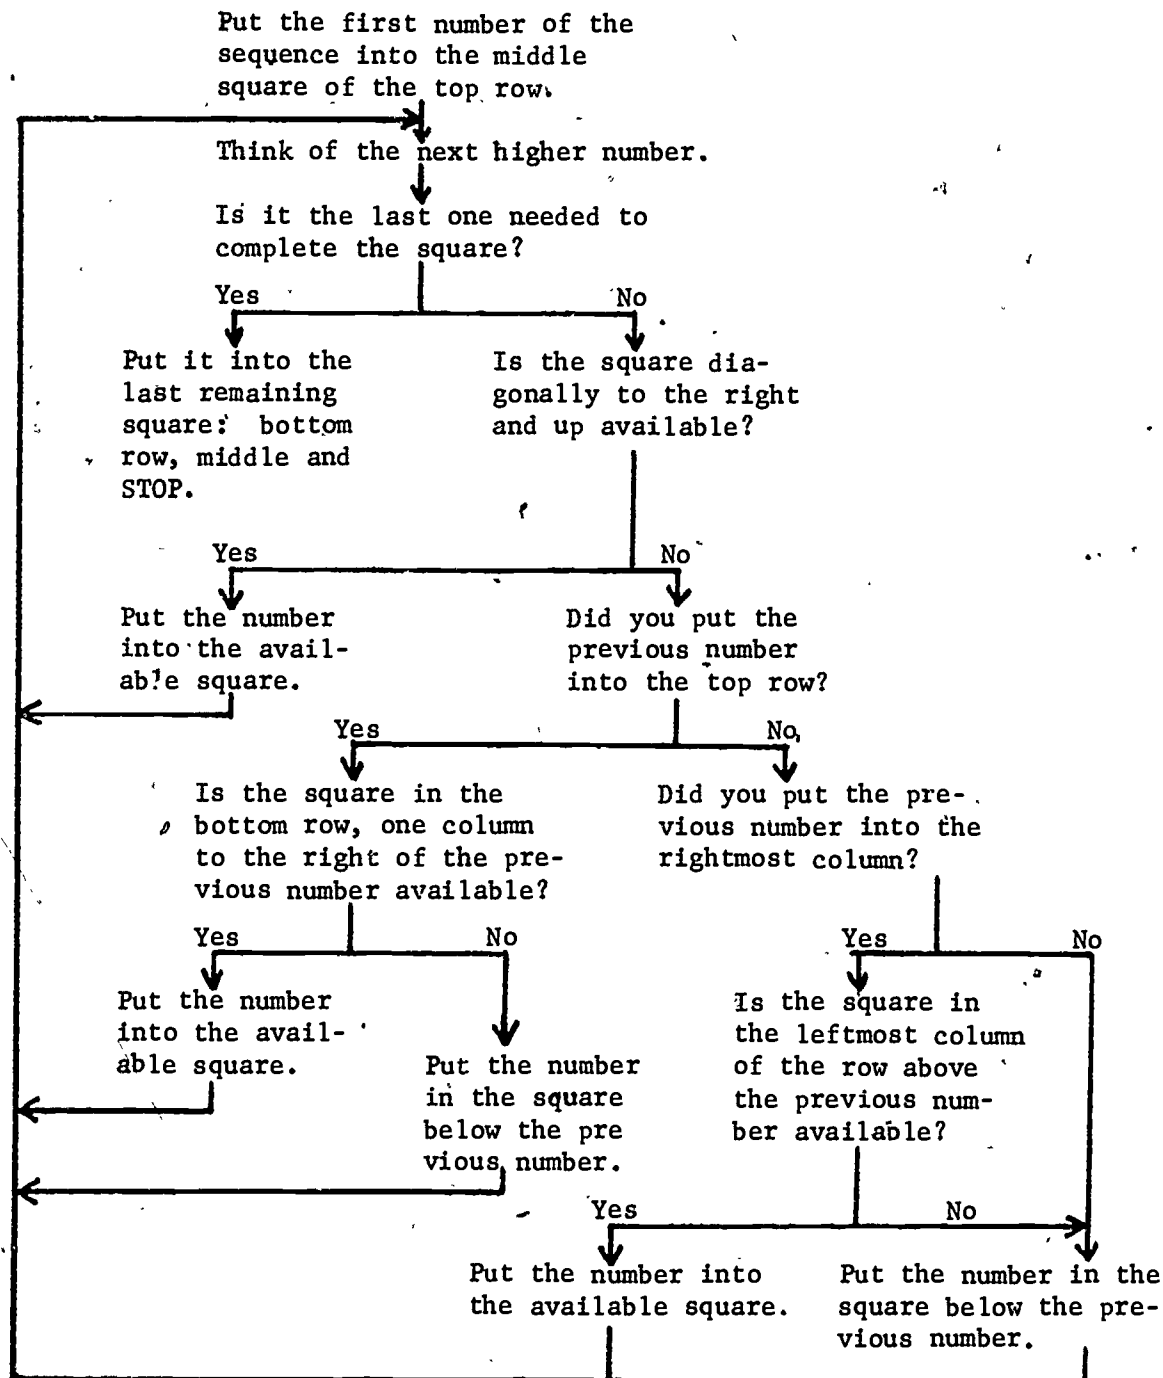 Put the first number of the
sequence into the middle
square of the top row.
Think of the next higher number.
Is it the last one needed to
complete the square?
Yes
No
Put it into the
last remaining
square: bottom
row, middle and
STOP.
Is the square dia-
gonally to the right
and up available?
Yes
No
Put the number
into the avail-
able square.
Did you put the
previous number
into the top row?
Yes
No
Is the square in the
bottom row, one column
to the right of the pre-
vious number available?
Did you put the pre-
vious number into the
rightmost column?
Yes
No
Yes
No
Put the number
into the avail-
able square.
Put the number
in the square
below the pre
vious number.
Is the square in
the leftmost column
of the row above
the previous num-
ber available?
Yes
No
Put the number into
the available square.
Put the number in the
square below the pre-
vious number.